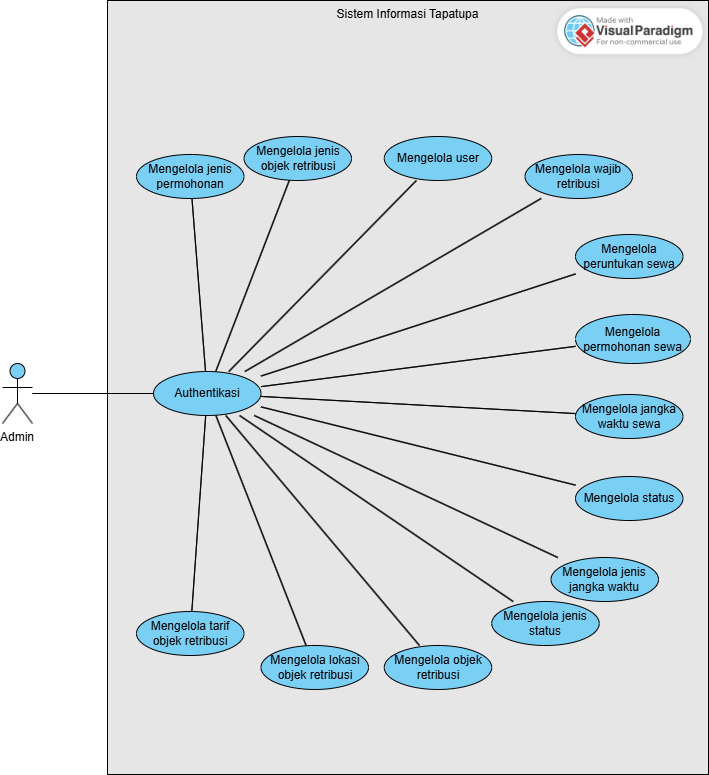 Sistem Informasi Tapatupa
Made with
VisualParadigm
For non-commercial use
Mengelola jenis
permohonan
Mengelola jenis
objek retribusi
Mengelola user
Mengelola wajib
retribusi
Mengelola
peruntukan sewa
Mengelola
permohonan sewa
Authentikasi
Admin
Mengelola jangka
waktu sewa
Mengelola status
Mengelola jenis
jangka waktu
Mengelola jenis
status
Mengelola tarif
objek retribusi
Mengelola lokasi
objek retribusi
Mengelola objek
retribusi